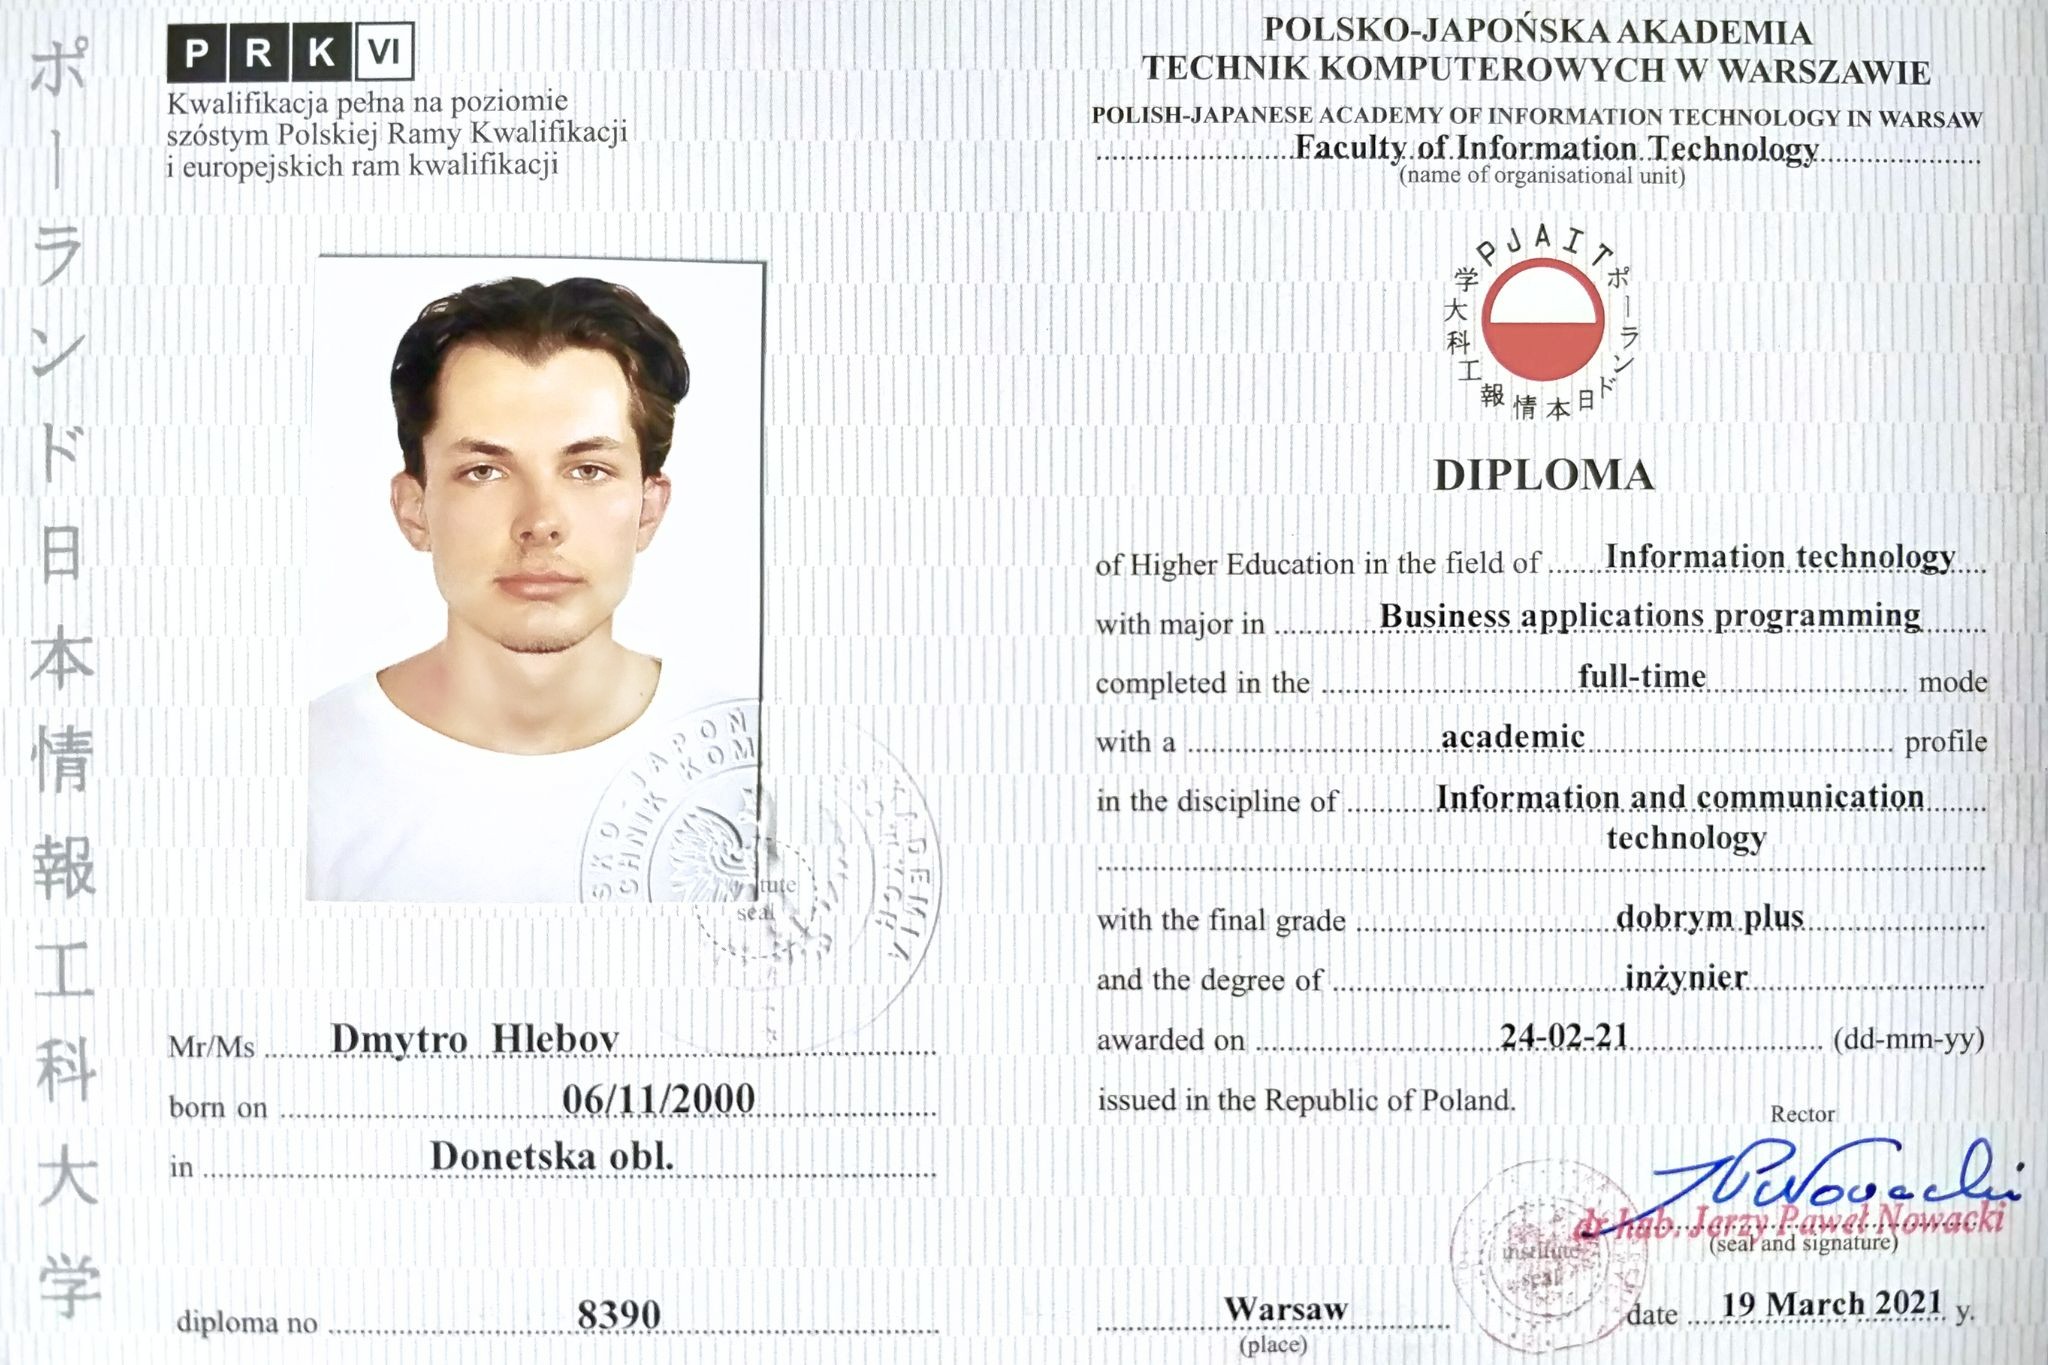 ポーランド日本情報工科大学
PRK VI
Kwalifikacja pełna na poziomie
szóstym Polskiej Ramy Kwalifikacji
i europejskich ram kwalifikacji
SKO-JAPON
CHNIK KOM
tute
seal
Mr/Ms Dmytro Hlebov
born on 06/11/2000
in Donetska obl.
diploma no 8390
POLSKO-JAPOŃSKA AKADEMIA
TECHNIK KOMPUTEROWYCH W WARSZAWIE
POLISH-JAPANESE ACADEMY OF INFORMATION TECHNOLOGY IN WARSAW
Faculty of Information Technology
(name of organisational unit)
PJAIT ポーランド日本情報工科大学
DIPLOMA
of Higher Education in the field of Information technology
with major in Business applications programming
completed in the full-time mode
with a academic profile
in the discipline of Information and communication
technology
with the final grade dobrym plus
and the degree of inżynier
awarded on 24-02-21 (dd-mm-yy)
issued in the Republic of Poland.
Rector
dr hab. Jerzy Paweł Nowacki
(seal and signature)
institute
seal
Warsaw
(place)
date 19 March 2021 y.